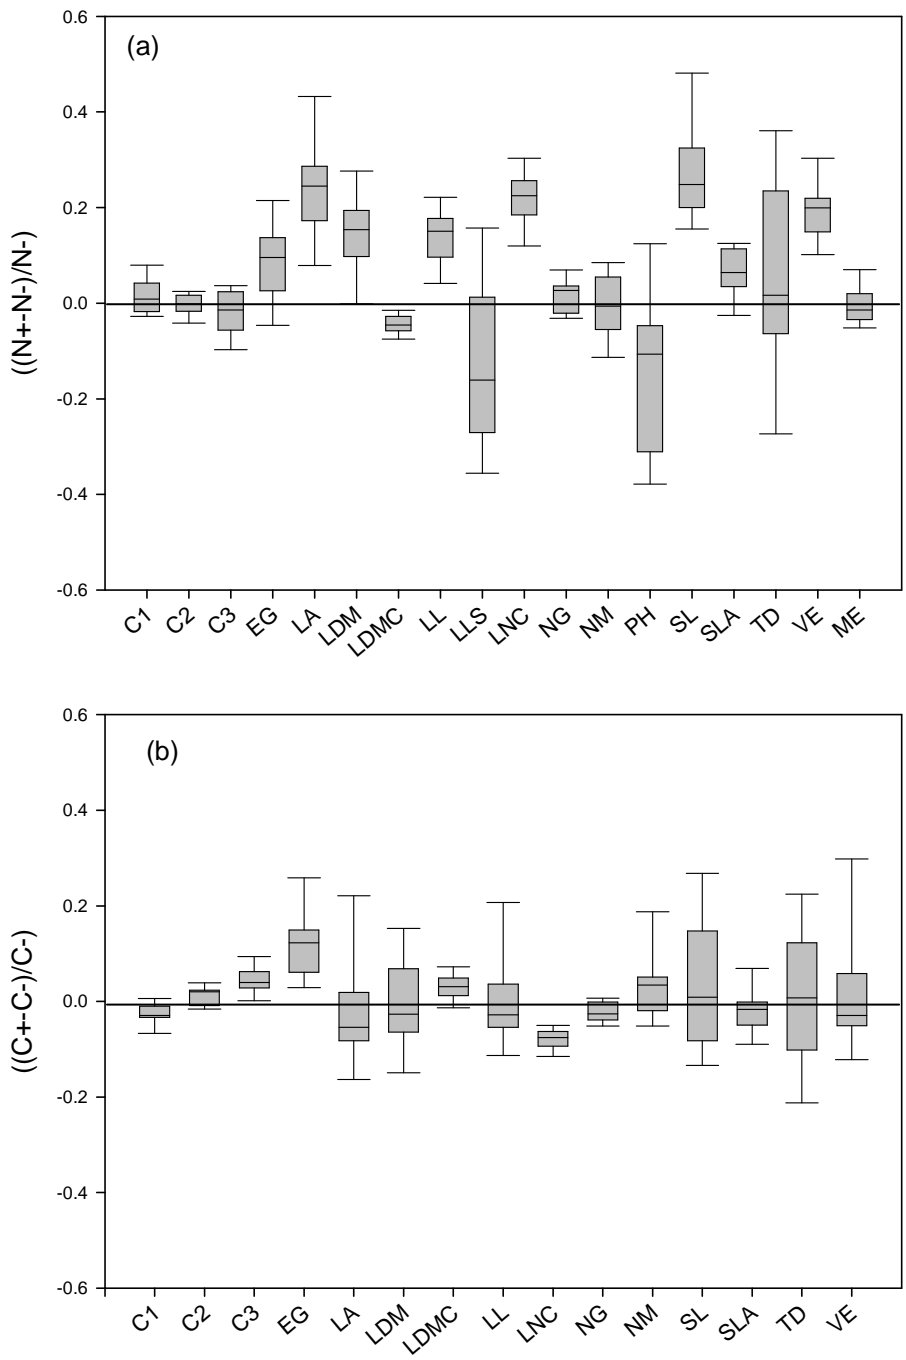 (a)
((N+-N-)/N-)
0.6
0.4
0.2
0.0
-0.2
-0.4
-0.6
C1 C2 C3 EG LA LDM LDMC LL LLS LNC NG NM PH SL SLA TD VE ME
(b)
((C+-C-)/C-)
0.6
0.4
0.2
0.0
-0.2
-0.4
-0.6
C1 C2 C3 EG LA LDM LDMC LL LNC NG NM SL SLA TD VE